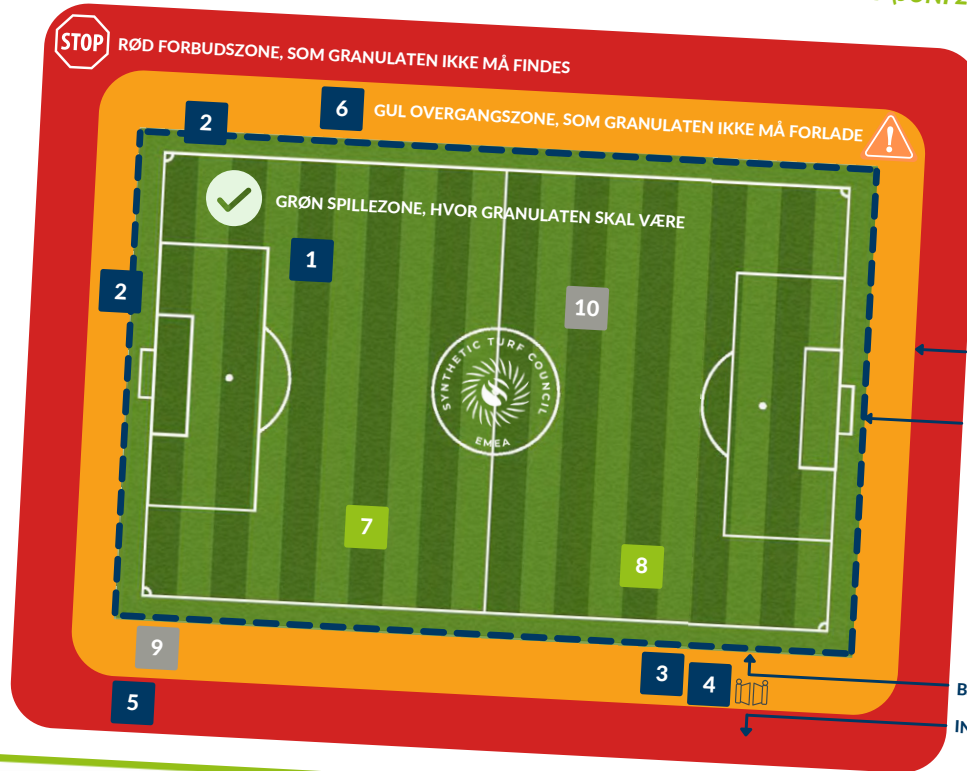 STOP
RØD FORBUDSZONE, SOM GRANULATEN IKKE MÅ FINDES
6
GUL OVERGANGSZONE, SOM GRANULATEN IKKE MÅ FORLADE
!
2
GRØN SPILLEZONE, HVOR GRANULATEN SKAL VÆRE
1
2
10
SYNTHETIC TURF COUNCIL
EMEA
7
8
9
3
4
5